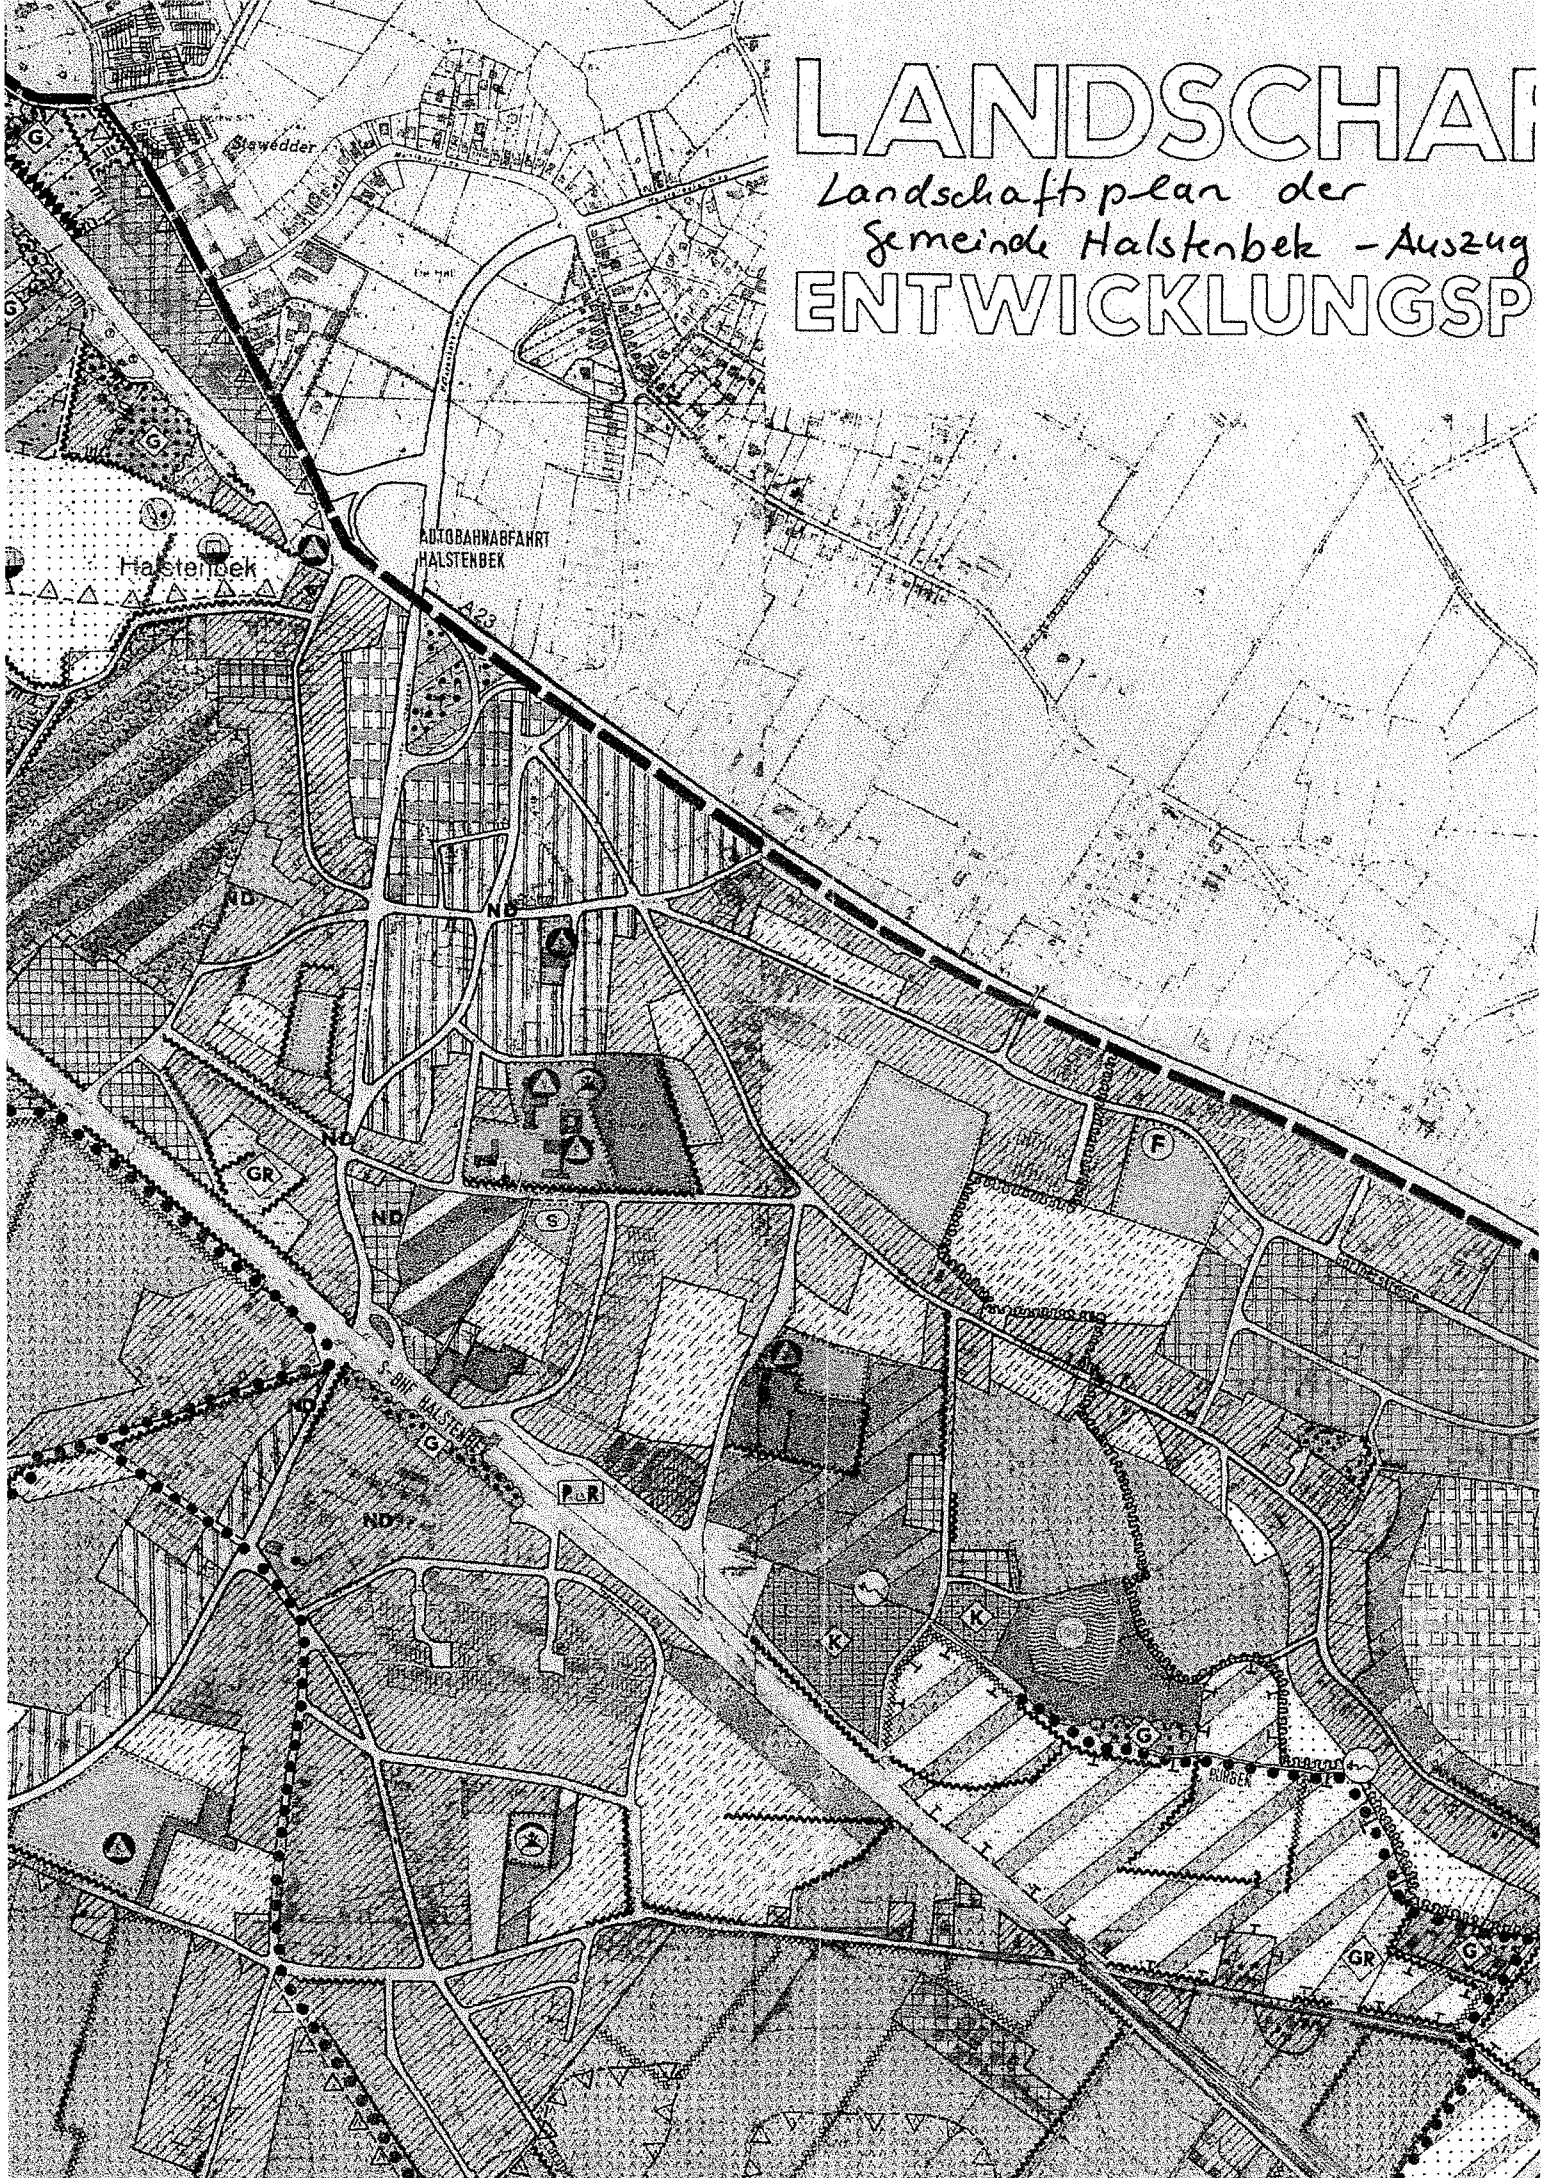 LANDSCHAF
Landschaftsplan der
Gemeinde Halstenbek - Auszug
ENTWICKLUNGSP
G
G
G
AUTOBAHNABFAHRT
HALSTENBEK
Halstenbek
A23
ND
ND
ND
F
GR
ND
S
S-BHF HALSTENBEK
ND
G
P+R
ND
K
K
G
GR
G